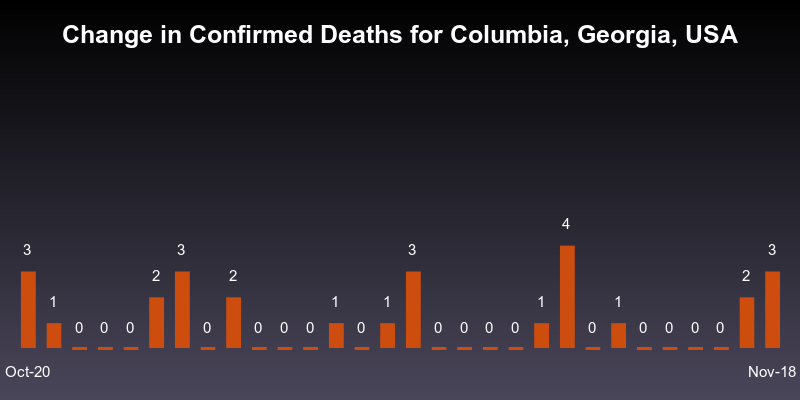 Change in Confirmed Deaths for Columbia, Georgia, USA
3 1 0 0 0 2 3 0 2 0 0 0 1 0 1 3 0 0 0 0 1 4 0 1 0 0 0 0 2 3
Oct-20 Nov-18